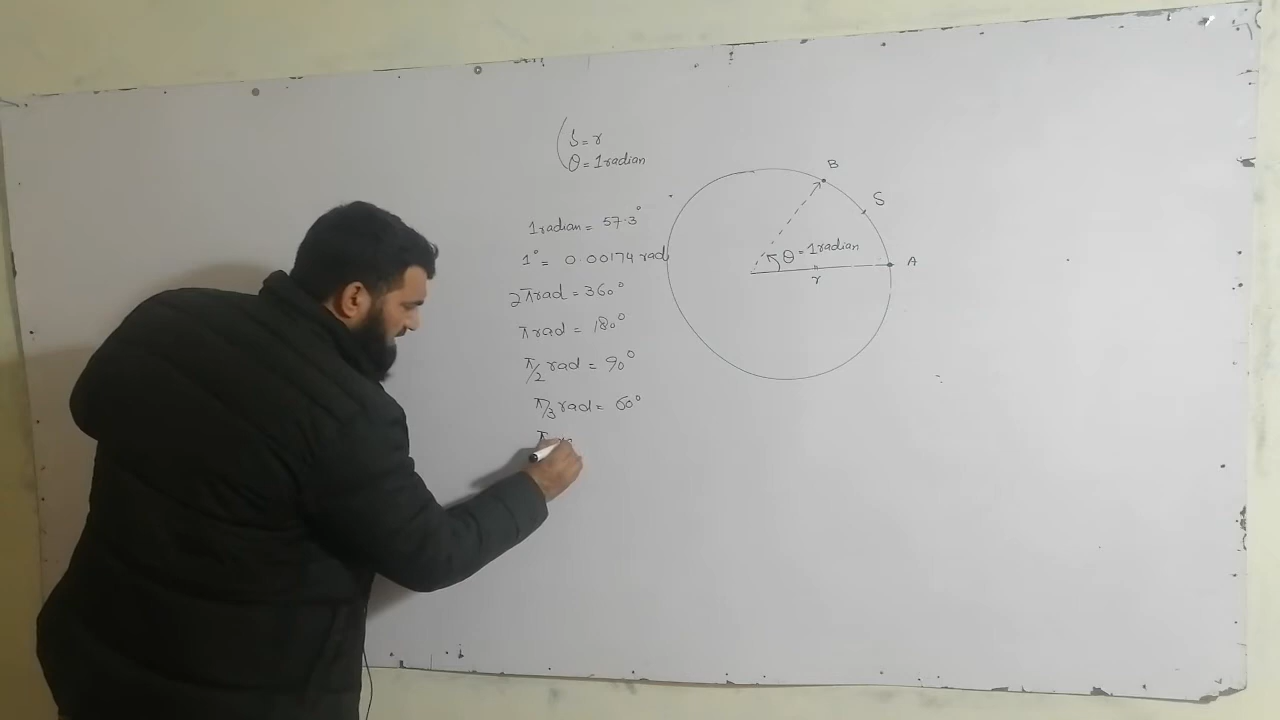 S = r
θ = 1 radian
1 radian = 57.3°
1° = 0.00174 rad
2π rad = 360°
π rad = 180°
π/2 rad = 90°
π/3 rad = 60°
π
B
S
θ = 1 radian
A
r